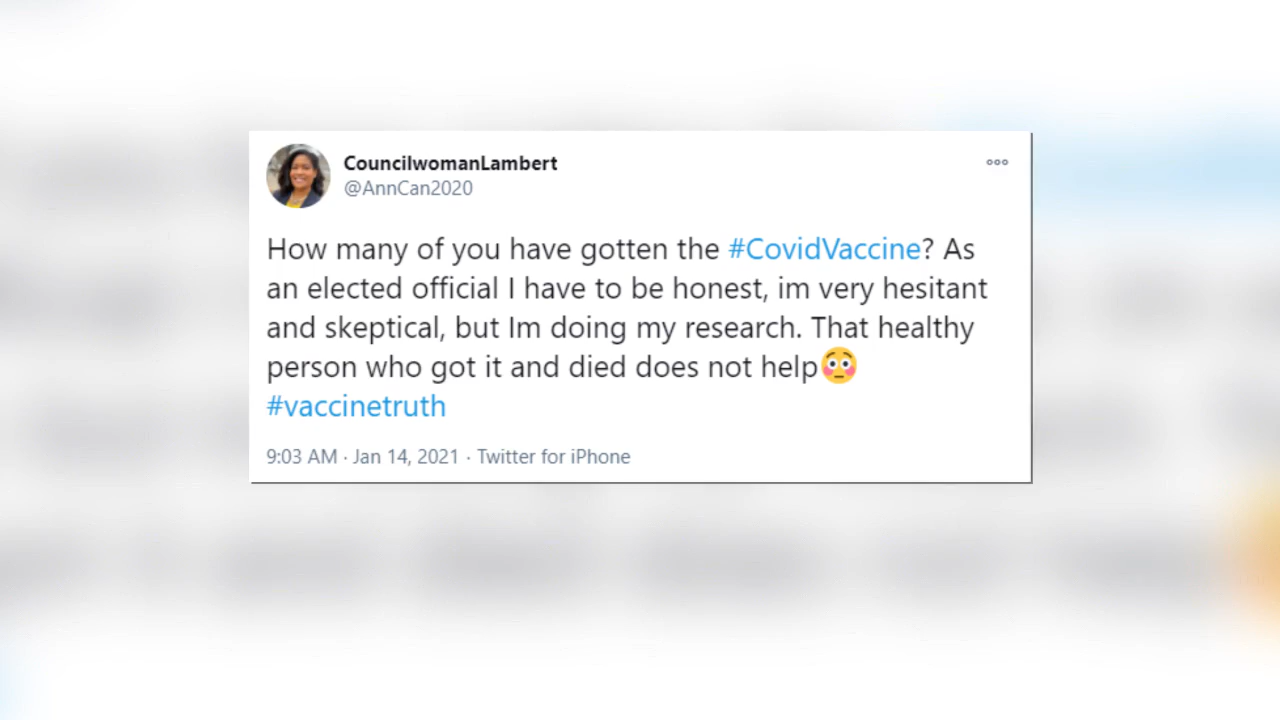 CouncilwomanLambert
@AnnCan2020
How many of you have gotten the #CovidVaccine? As
an elected official I have to be honest, im very hesitant
and skeptical, but Im doing my research. That healthy
person who got it and died does not help😳
#vaccinetruth
9:03 AM · Jan 14, 2021 · Twitter for iPhone